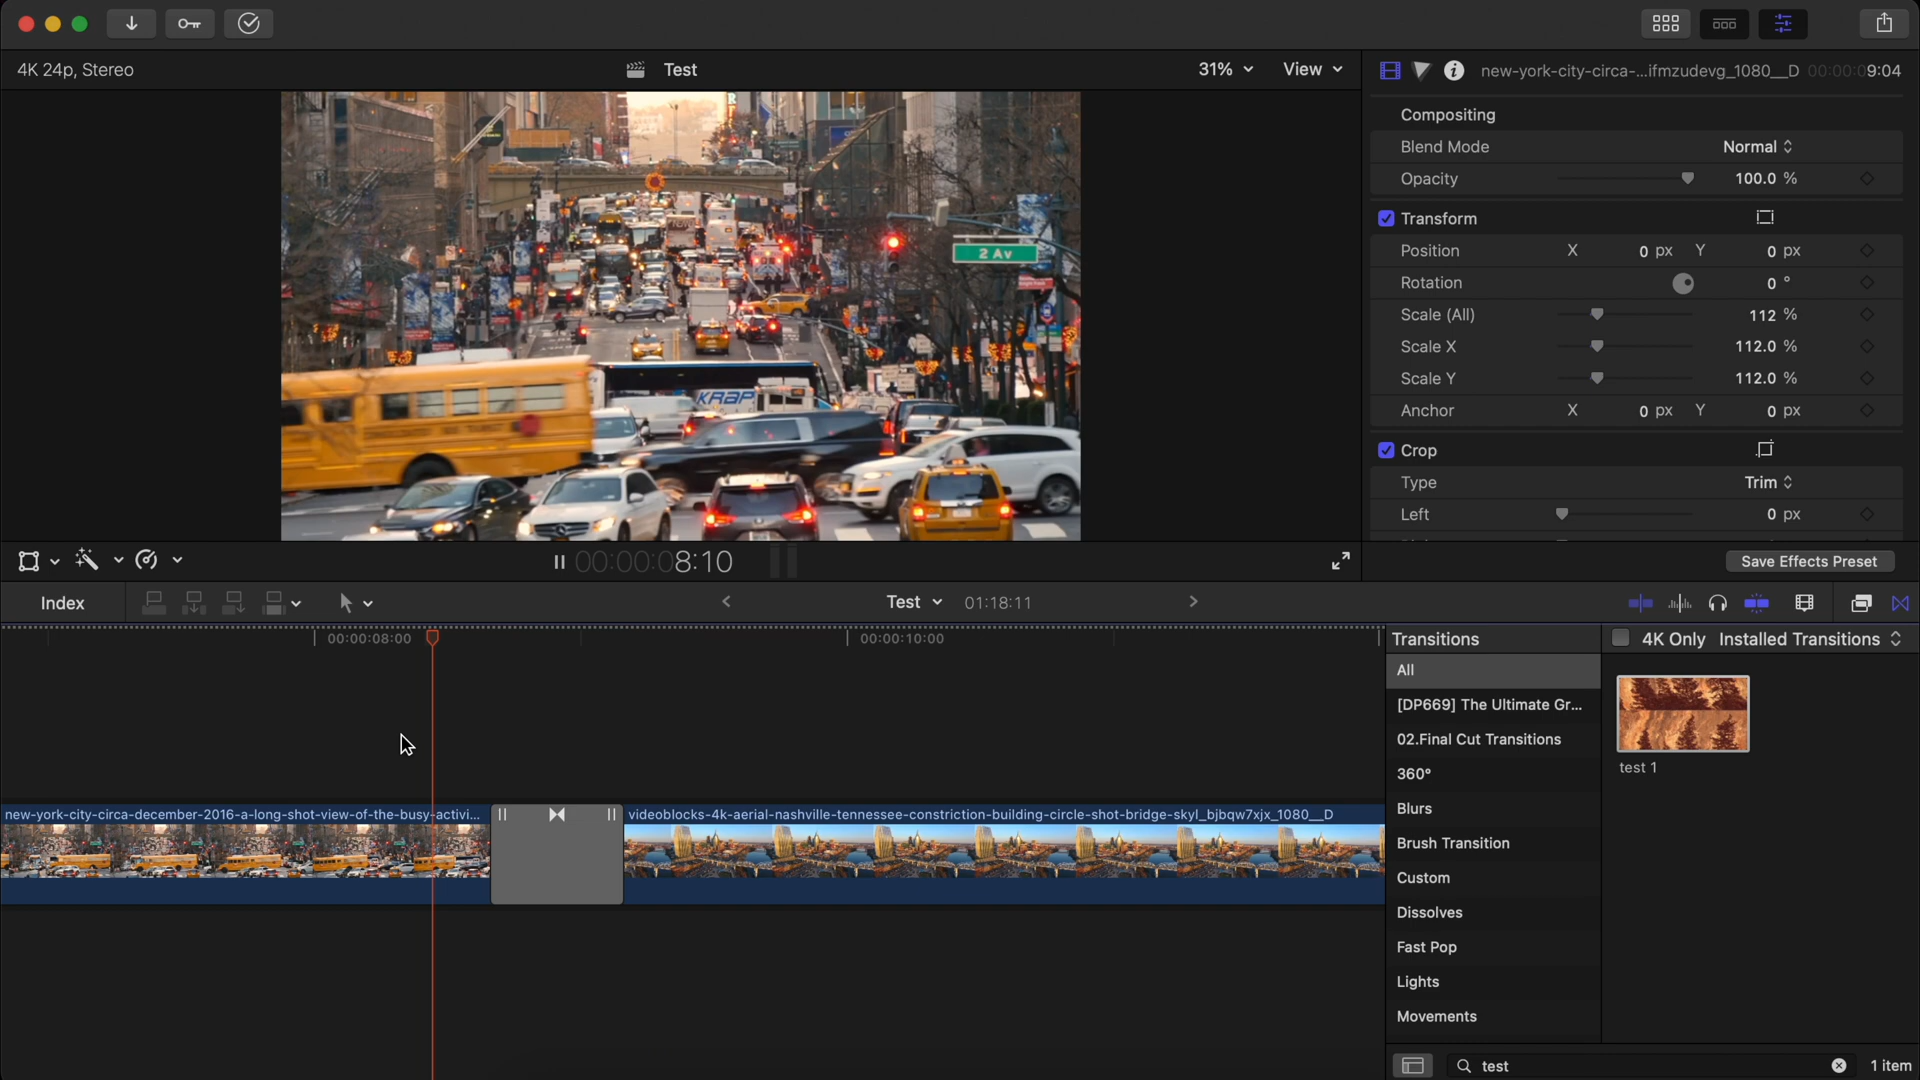 4K 24p, Stereo
Test
31%
View
new-york-city-circa-...ifmzudevg_1080__D
00:00:09:04
2 Av
KRAP
Compositing
Blend Mode
Normal
Opacity
100.0 %
Transform
Position X 0 px Y 0 px
Rotation 0 °
Scale (All) 112 %
Scale X 112.0 %
Scale Y 112.0 %
Anchor X 0 px Y 0 px
Crop
Type
Trim
Left 0 px
00:00:08:10
Save Effects Preset
Index
Test
01:18:11
00:00:08:00
00:00:10:00
new-york-city-circa-december-2016-a-long-shot-view-of-the-busy-activi...
videoblocks-4k-aerial-nashville-tennessee-constriction-building-circle-shot-bridge-skyl_bjbqw7xjx_1080__D
Transitions
4K Only
Installed Transitions
All
[DP669] The Ultimate Gr...
02.Final Cut Transitions
360°
Blurs
Brush Transition
Custom
Dissolves
Fast Pop
Lights
Movements
test 1
test
1 item